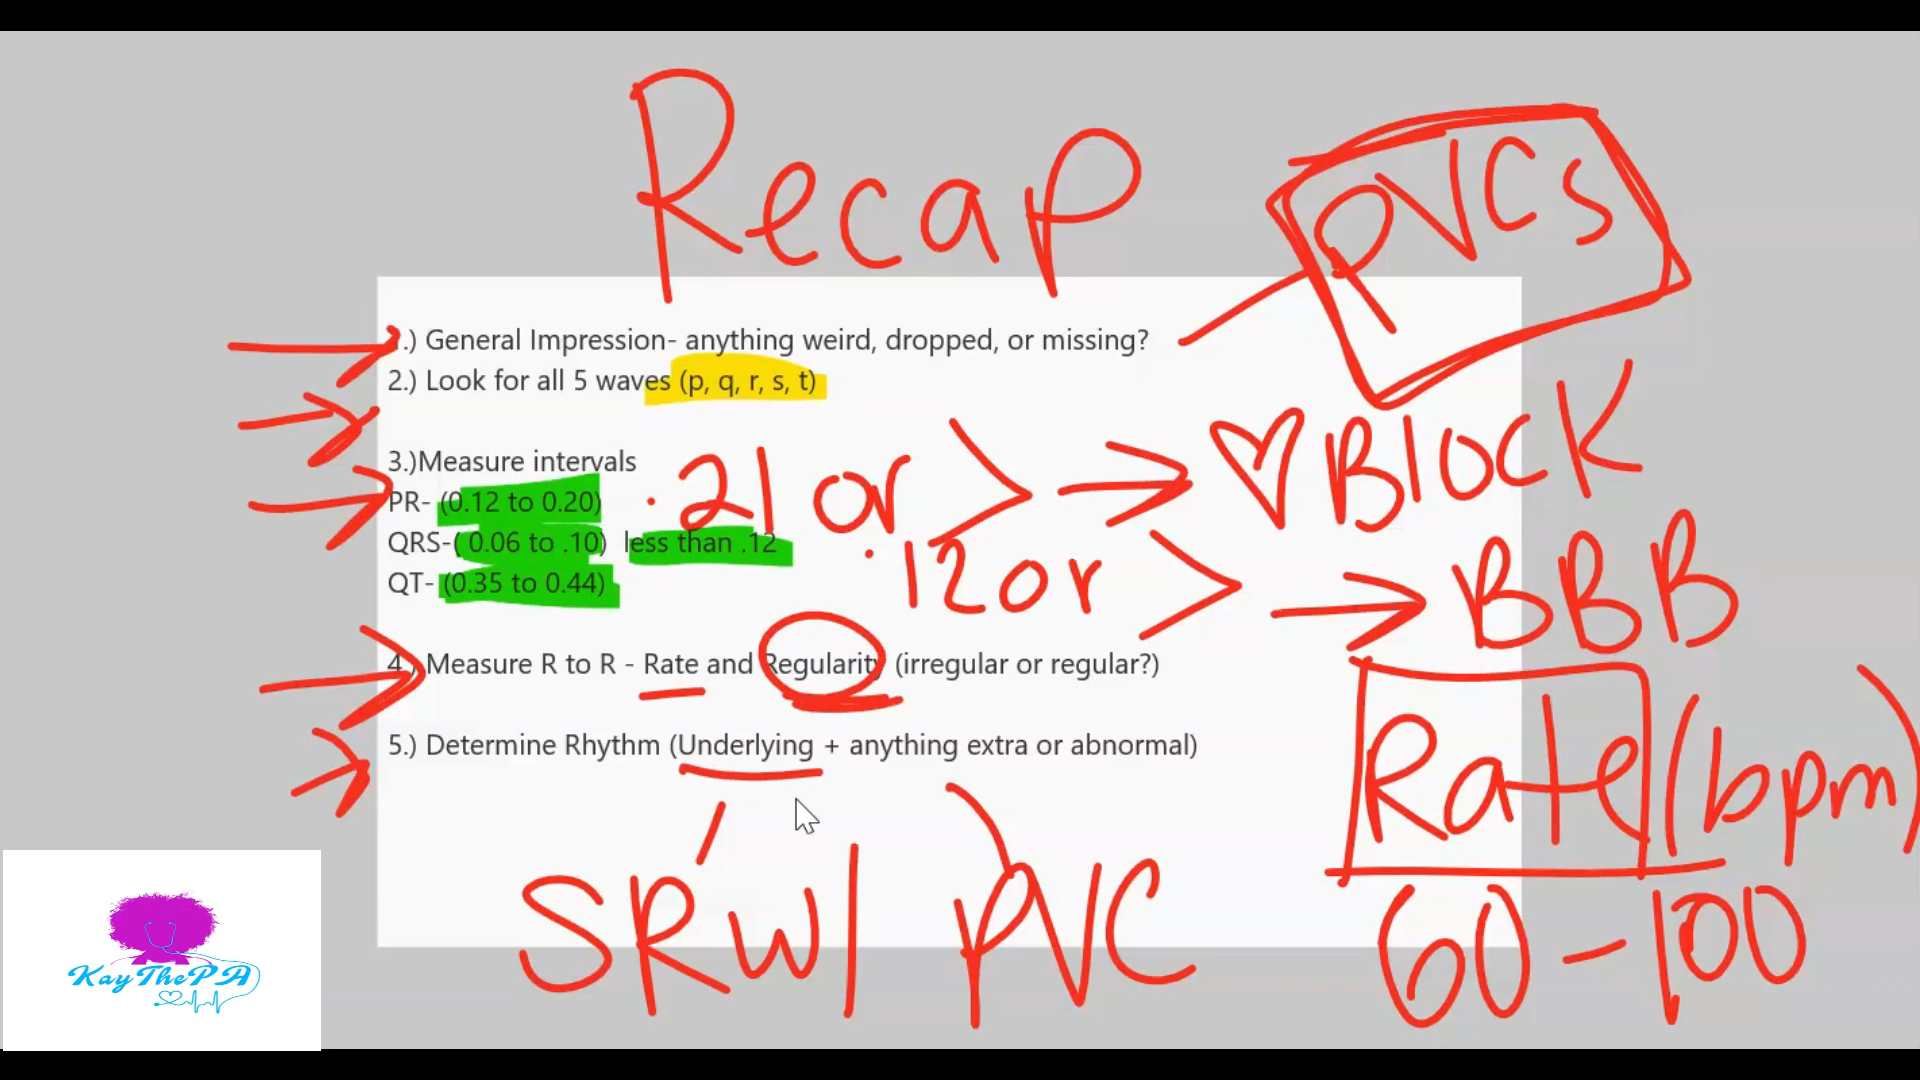 Recap
PVCs
1.) General Impression- anything weird, dropped, or missing?
2.) Look for all 5 waves (p, q, r, s, t)
3.)Measure intervals
PR- (0.12 to 0.20) .21 or > → ♡ Block
QRS-( 0.06 to .10) less than .12
.12 or > → BBB
QT- (0.35 to 0.44)
4.) Measure R to R - Rate and Regularity (irregular or regular?)
5.) Determine Rhythm (Underlying + anything extra or abnormal)
Rate (bpm)
60-100
SR W/ PVC
KayThePA